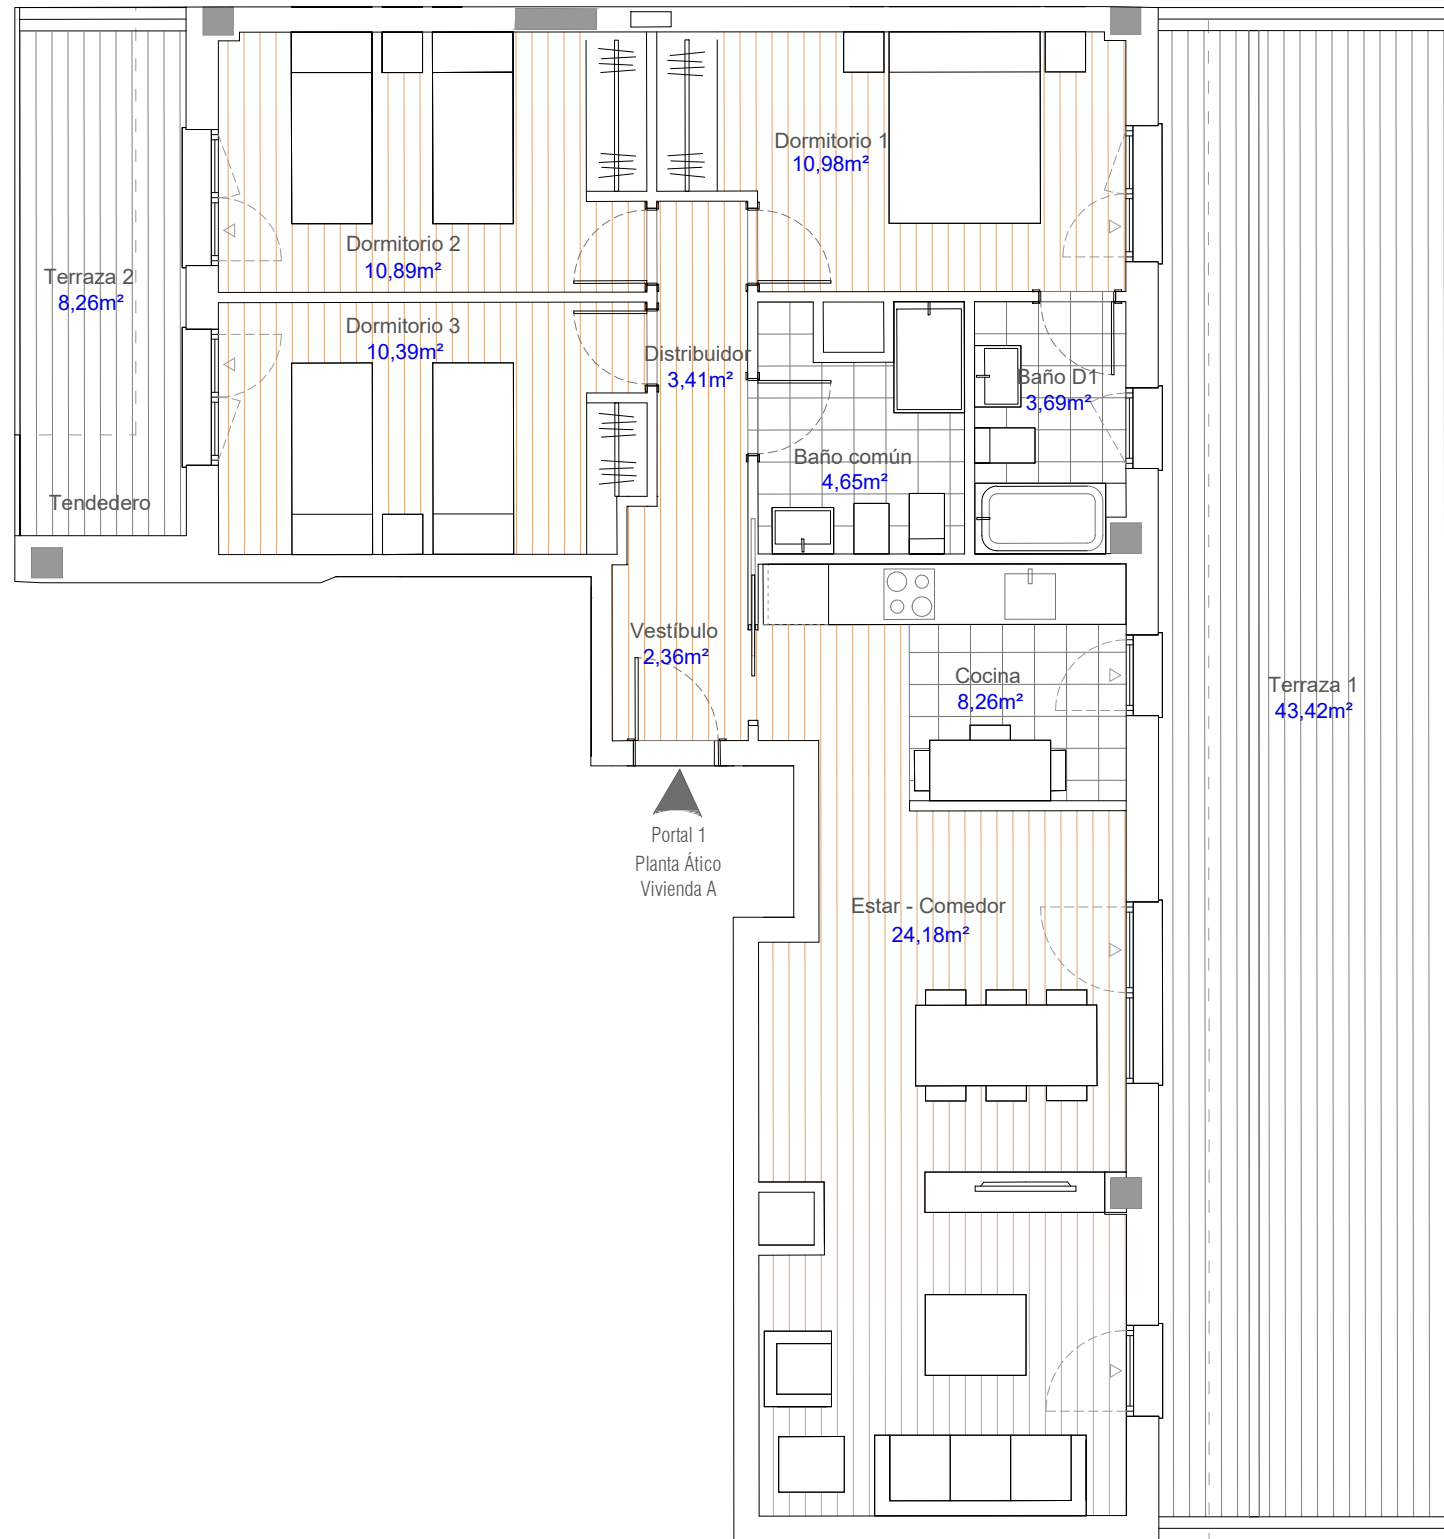 Dormitorio 1
10,98m²
Dormitorio 2
10,89m²
Terraza 2
8,26m²
Dormitorio 3
10,39m²
Distribuidor
3,41m²
Baño D1
3,69m²
Baño común
4,65m²
Tendedero
Vestíbulo
2,36m²
Cocina
8,26m²
Terraza 1
43,42m²
Portal 1
Planta Ático
Vivienda A
Estar - Comedor
24,18m²